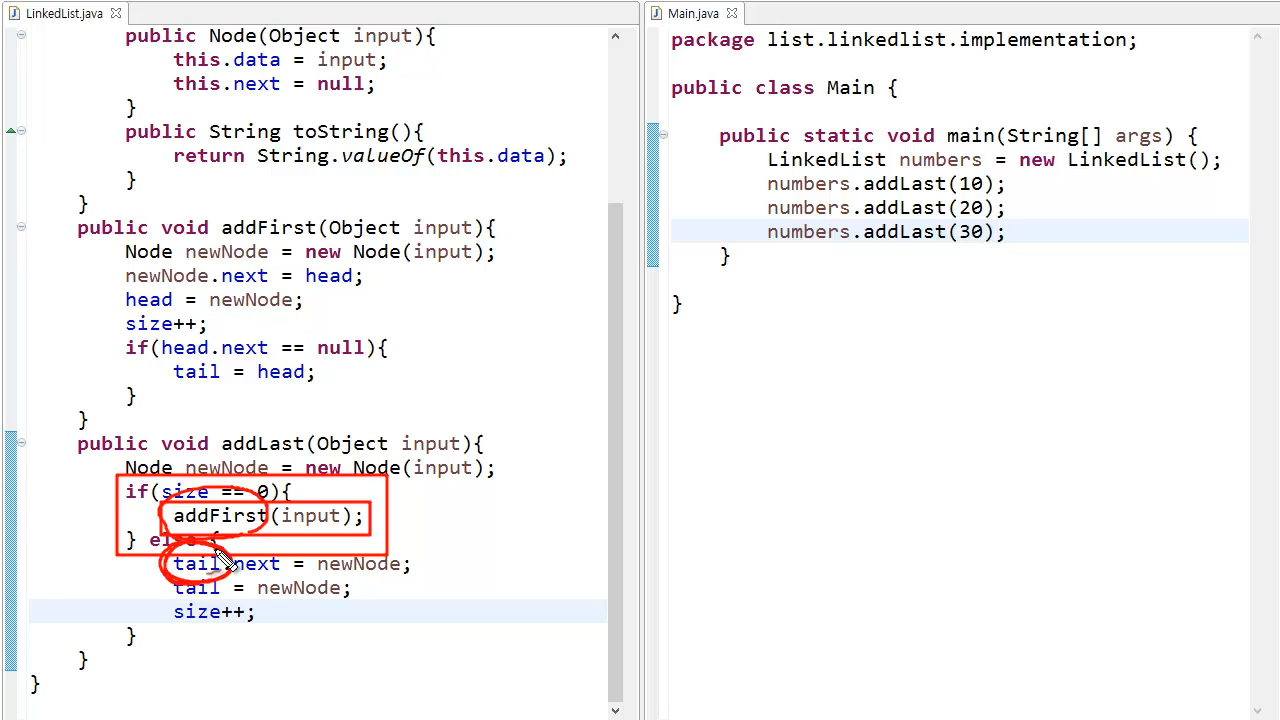 LinkedList.java
public Node(Object input){
this.data = input;
this.next = null;
}
public String toString(){
return String.valueOf(this.data);
}
}
public void addFirst(Object input){
Node newNode = new Node(input);
newNode.next = head;
head = newNode;
size++;
if(head.next == null){
tail = head;
}
}
public void addLast(Object input){
Node newNode = new Node(input);
if(size == 0){
addFirst(input);
} else {
tail.next = newNode;
tail = newNode;
size++;
}
}
}
Main.java
package list.linkedlist.implementation;
public class Main {
public static void main(String[] args) {
LinkedList numbers = new LinkedList();
numbers.addLast(10);
numbers.addLast(20);
numbers.addLast(30);
}
}